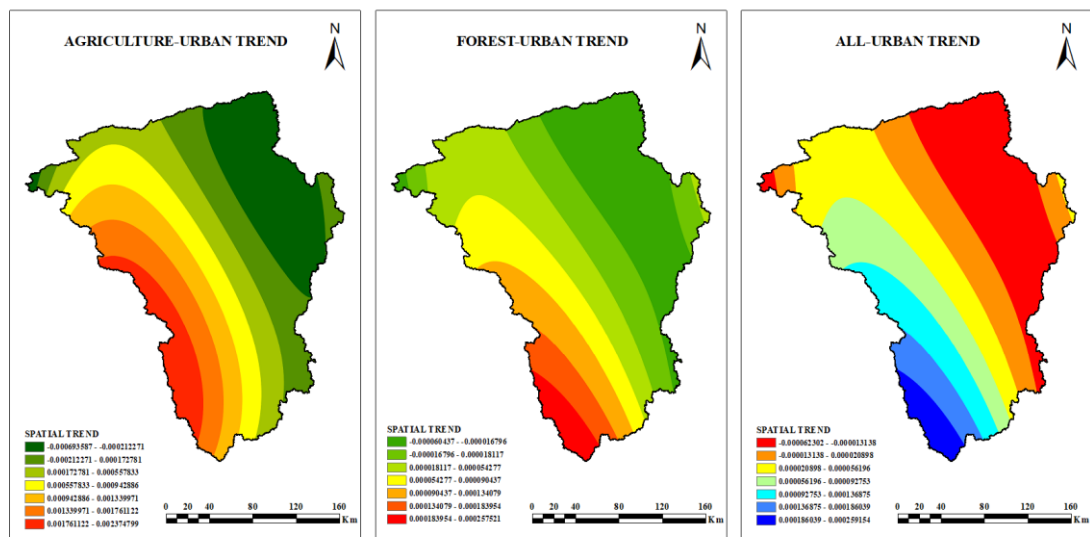 AGRICULTURE-URBAN TREND
N
SPATIAL TREND
-0.000693587 - -0.000212271
-0.000212271 - 0.000172781
0.000172781 - 0.000557833
0.000557833 - 0.000942886
0.000942886 - 0.001339971
0.001339971 - 0.001761122
0.001761122 - 0.002374799
0 20 40 80 120 160
Km
FOREST-URBAN TREND
N
SPATIAL TREND
-0.000060437 - -0.000016796
-0.000016796 - 0.000018117
0.000018117 - 0.000054277
0.000054277 - 0.000090437
0.000090437 - 0.000134079
0.000134079 - 0.000183954
0.000183954 - 0.000257521
0 20 40 80 120 160
Km
ALL-URBAN TREND
N
SPATIAL TREND
-0.000062302 - -0.000013138
-0.000013138 - 0.000020898
0.000020898 - 0.000056196
0.000056196 - 0.000092753
0.000092753 - 0.000136875
0.000136875 - 0.000186039
0.000186039 - 0.000259154
0 20 40 80 120 160
Km